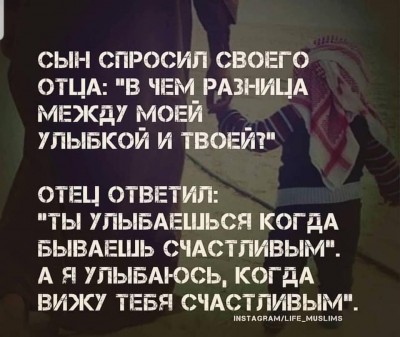 СЫН СПРОСИЛ СВОЕГО
ОТЦА: "В ЧЕМ РАЗНИЦА
МЕЖДУ МОЕЙ
УЛЫБКОЙ И ТВОЕЙ?"
ОТЕЦ ОТВЕТИЛ:
"ТЫ УЛЫБАЕШЬСЯ КОГДА
БЫВАЕШЬ СЧАСТЛИВЫМ".
А Я УЛЫБАЮСЬ, КОГДА
ВИЖУ ТЕБЯ СЧАСТЛИВЫМ".
INSTAGRAM/LIFE_MUSLIMS